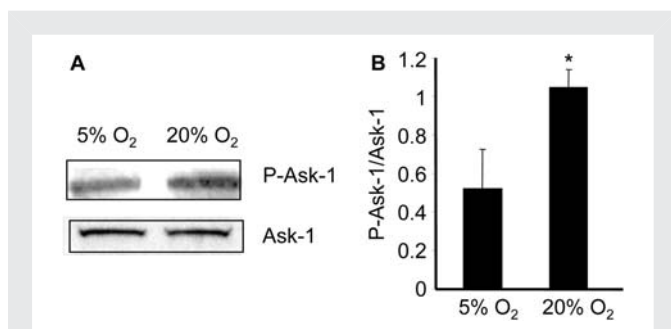 A
5% O₂ 20% O₂
P-Ask-1
Ask-1
B
P-Ask-1/Ask-1
1.2
1
0.8
0.6
0.4
0.2
0
*
5% O₂ 20% O₂